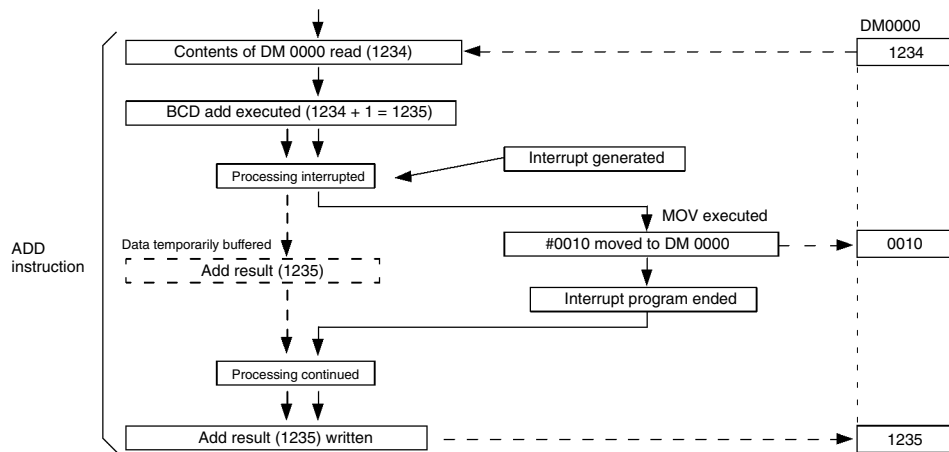 DM0000
Contents of DM 0000 read (1234)
1234
BCD add executed (1234 + 1 = 1235)
Interrupt generated
Processing interrupted
MOV executed
ADD
instruction
Data temporarily buffered
#0010 moved to DM 0000
0010
Add result (1235)
Interrupt program ended
Processing continued
Add result (1235) written
1235